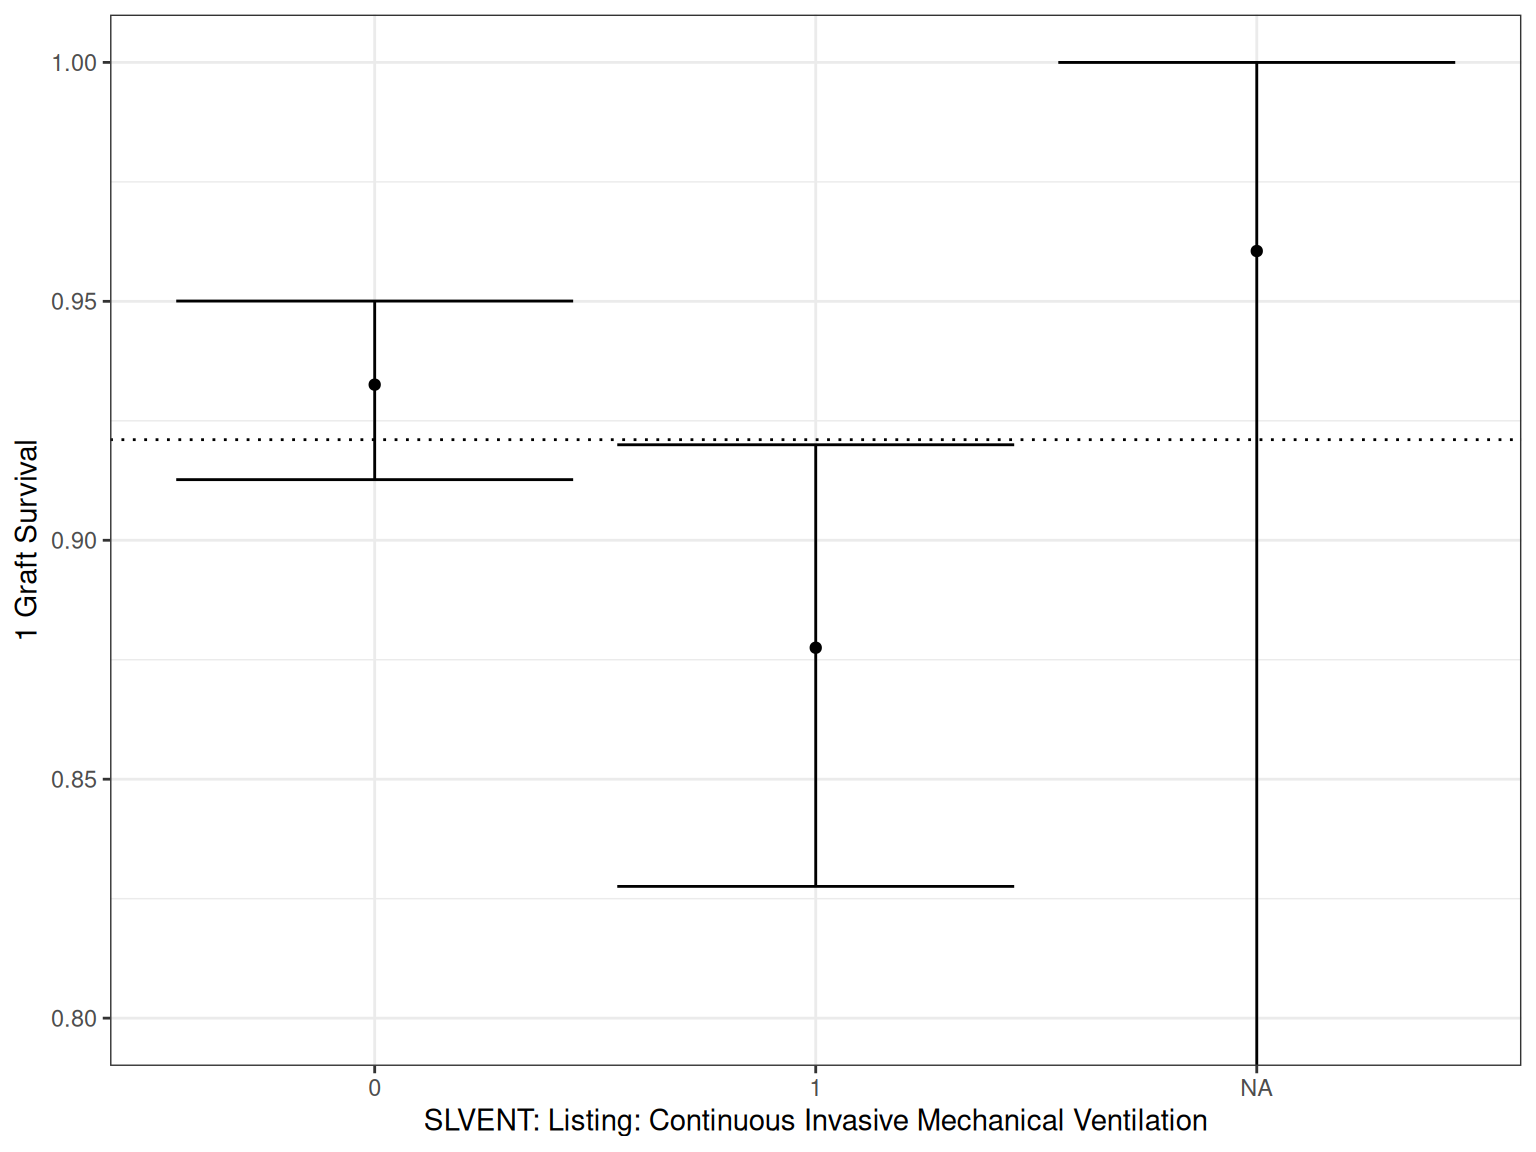 1.00
0.95
0.90
0.85
0.80
1 Graft Survival
0 1 NA
SLVENT: Listing: Continuous Invasive Mechanical Ventilation